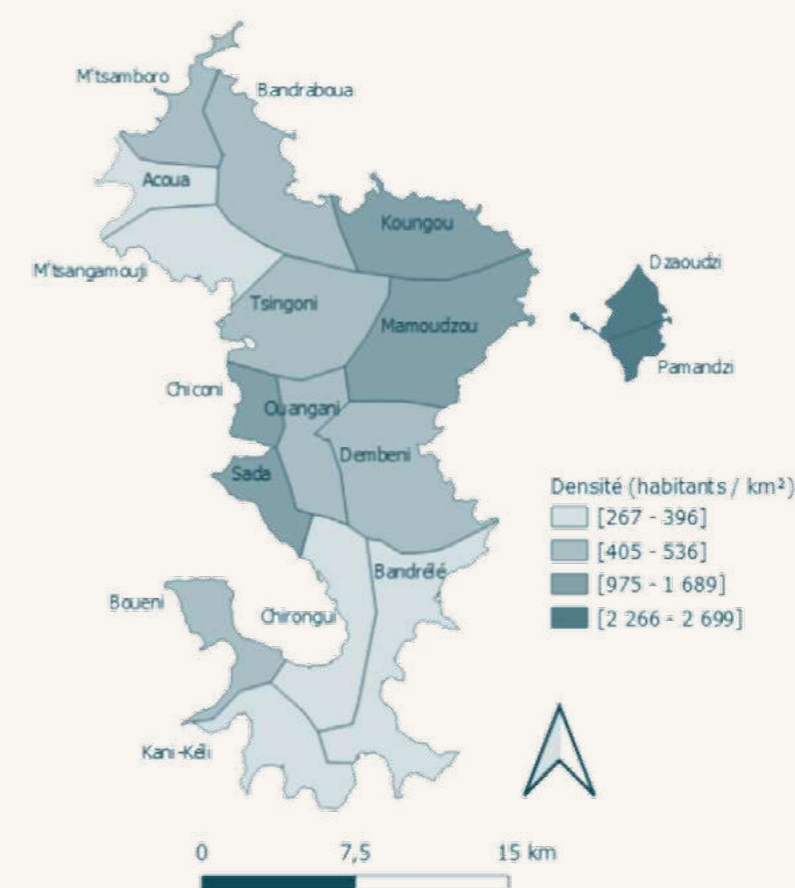 M'tsamboro
Bandraboua
Acoua
Koungou
M'tsangamouji
Dzaoudzi
Tsingoni
Mamoudzou
Pamandzi
Chiconi
Ouangani
Dembeni
Sada
Densité (habitants / km²)
[267 - 396]
[405 - 536]
[975 - 1 689]
[2 266 - 2 699]
Bandrélé
Boueni
Chirongui
Kani-Kéli
0 7,5 15 km